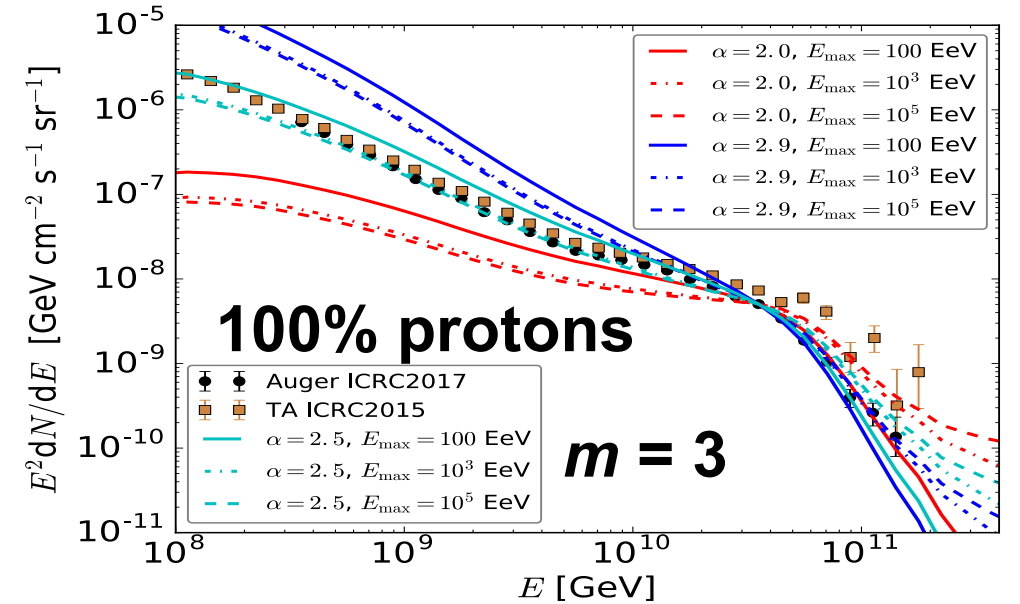 10⁻⁵
10⁻⁶
10⁻⁷
10⁻⁸
10⁻⁹
10⁻¹⁰
10⁻¹¹
E²dN/dE [GeV cm⁻² s⁻¹ sr⁻¹]
α=2.0, E_max=100 EeV
α=2.0, E_max=10³ EeV
α=2.0, E_max=10⁵ EeV
α=2.9, E_max=100 EeV
α=2.9, E_max=10³ EeV
α=2.9, E_max=10⁵ EeV
100% protons
Auger ICRC2017
TA ICRC2015
α=2.5, E_max=100 EeV
α=2.5, E_max=10³ EeV
α=2.5, E_max=10⁵ EeV
m = 3
10⁸ 10⁹ 10¹⁰ 10¹¹
E [GeV]